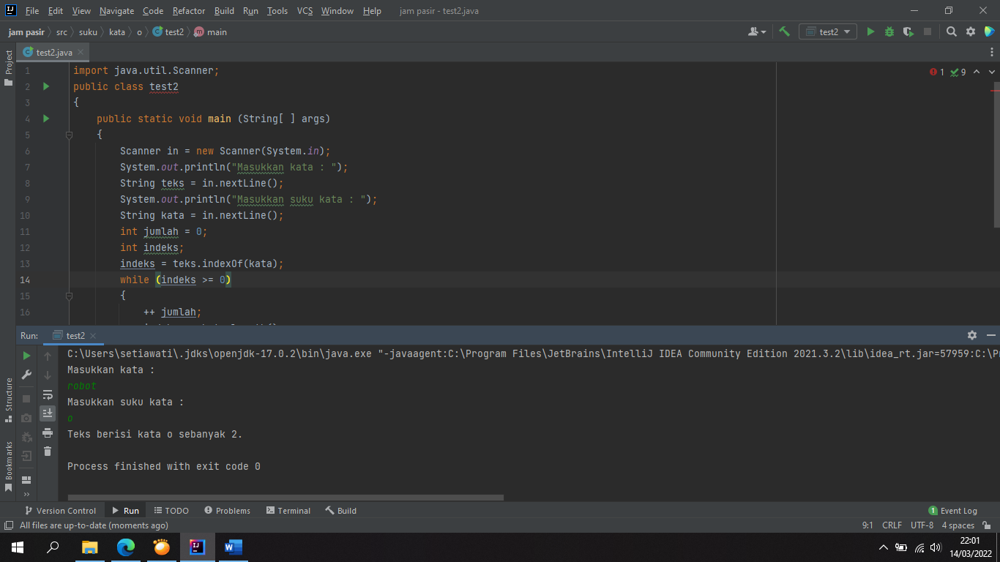 File Edit View Navigate Code Refactor Build Run Tools VCS Window Help jam pasir - test2.java
jam pasir src suku kata o test2 main test2
Project
test2.java
1 import java.util.Scanner; 1 9
2 public class test2
3 {
4 public static void main (String[ ] args)
5 {
6 Scanner in = new Scanner(System.in);
7 System.out.println("Masukkan kata : ");
8 String teks = in.nextLine();
9 System.out.println("Masukkan suku kata : ");
10 String kata = in.nextLine();
11 int jumlah = 0;
12 int indeks;
13 indeks = teks.indexOf(kata);
14 while (indeks >= 0)
15 {
16 ++ jumlah;
Run: test2
C:\Users\setiawati\.jdks\openjdk-17.0.2\bin\java.exe "-javaagent:C:\Program Files\JetBrains\IntelliJ IDEA Community Edition 2021.3.2\lib\idea_rt.jar=57959:C:\
Masukkan kata :
robot
Masukkan suku kata :
o
Teks berisi kata o sebanyak 2.
Process finished with exit code 0
Structure
Bookmarks
Version Control Run TODO Problems Terminal Build 1 Event Log
All files are up-to-date (moments ago) 9:1 CRLF UTF-8 4 spaces
22:01
14/03/2022